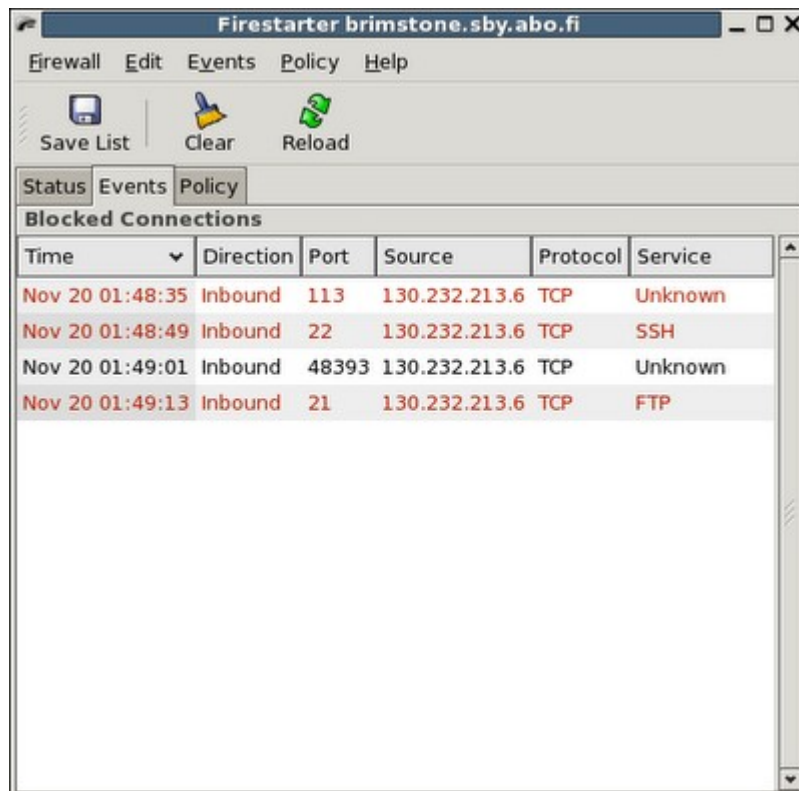 Firestarter brimstone.sby.abo.fi
Firewall Edit Events Policy Help
Save List Clear Reload
Status Events Policy
Blocked Connections
Time Direction Port Source Protocol Service
Nov 20 01:48:35 Inbound 113 130.232.213.6 TCP Unknown
Nov 20 01:48:49 Inbound 22 130.232.213.6 TCP SSH
Nov 20 01:49:01 Inbound 48393 130.232.213.6 TCP Unknown
Nov 20 01:49:13 Inbound 21 130.232.213.6 TCP FTP